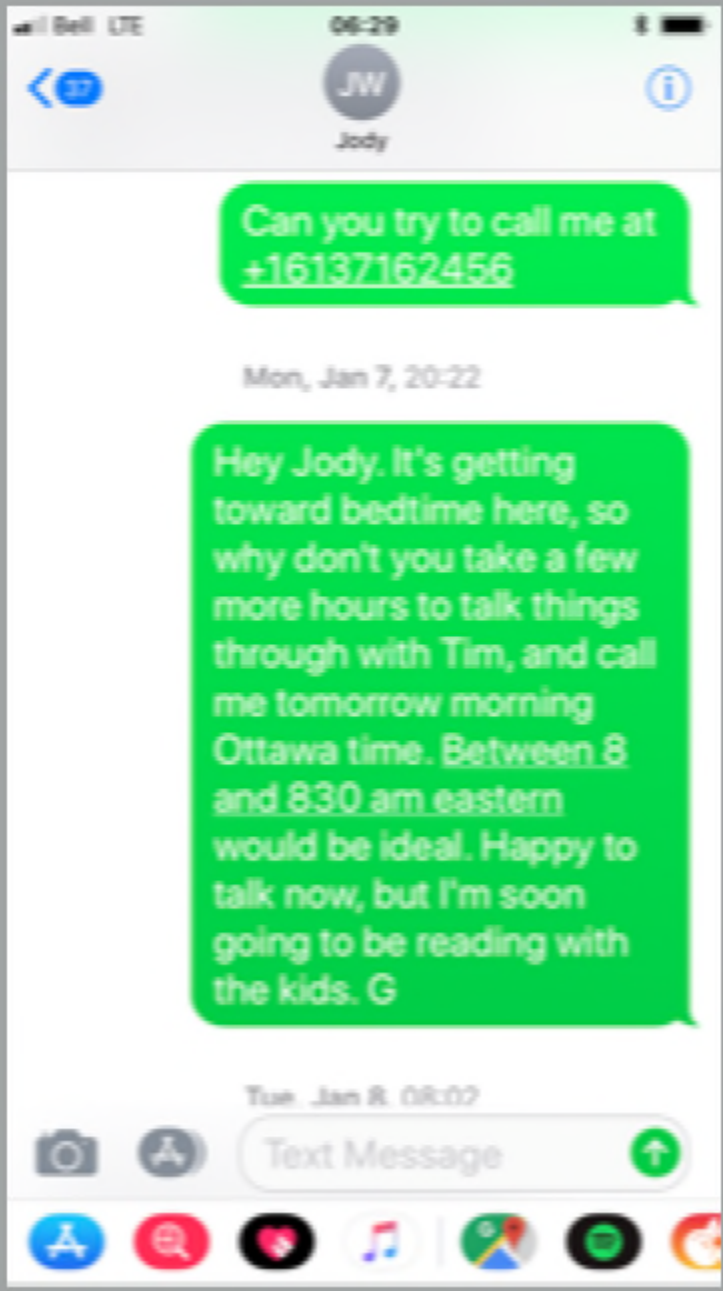 Bell LTE
06:29
37
JW
Jody
Can you try to call me at
+16137162456
Mon, Jan 7, 20:22
Hey Jody. It's getting
toward bedtime here, so
why don't you take a few
more hours to talk things
through with Tim, and call
me tomorrow morning
Ottawa time. Between 8
and 830 am eastern
would be ideal. Happy to
talk now, but I'm soon
going to be reading with
the kids. G
Tue, Jan 8, 08:02
Text Message